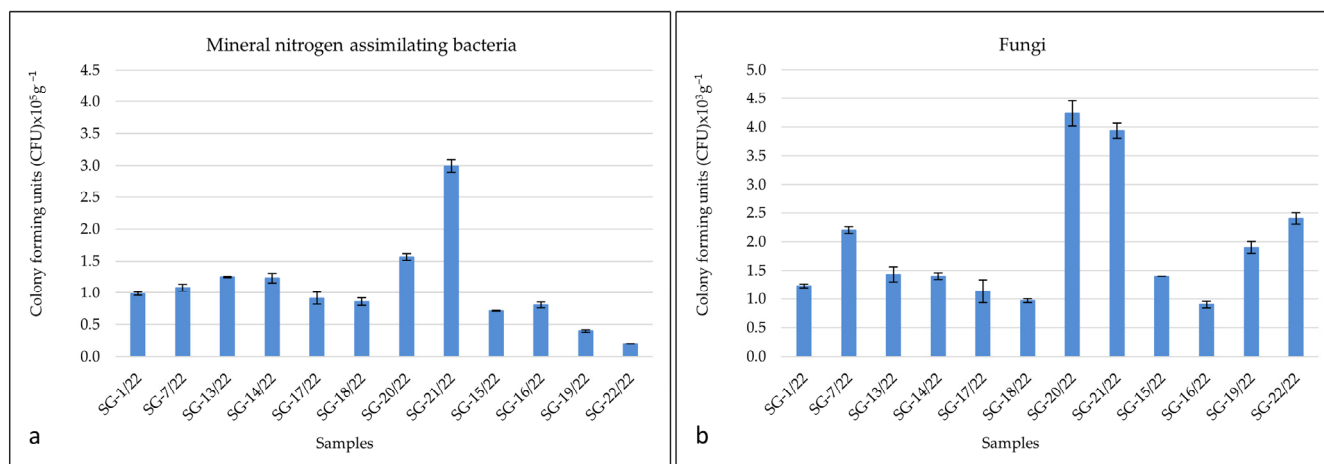 Mineral nitrogen assimilating bacteria
Colony forming units (CFU)x10⁵g⁻¹
4.5
4.0
3.5
3.0
2.5
2.0
1.5
1.0
0.5
0.0
SG-1/22
SG-7/22
SG-13/22
SG-14/22
SG-17/22
SG-18/22
SG-20/22
SG-21/22
SG-15/22
SG-16/22
SG-19/22
SG-22/22
Samples
a
Fungi
Colony forming units (CFU)x10³g⁻¹
5.0
4.5
4.0
3.5
3.0
2.5
2.0
1.5
1.0
0.5
0.0
SG-1/22
SG-7/22
SG-13/22
SG-14/22
SG-17/22
SG-18/22
SG-20/22
SG-21/22
SG-15/22
SG-16/22
SG-19/22
SG-22/22
Samples
b